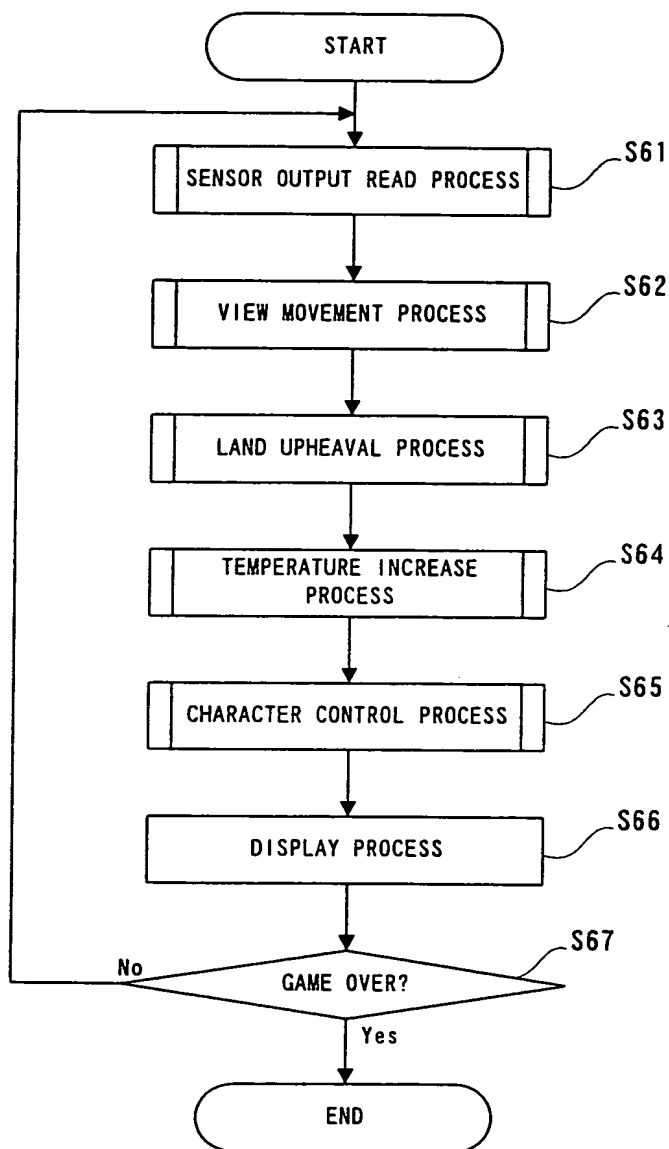 START
SENSOR OUTPUT READ PROCESS
S61
VIEW MOVEMENT PROCESS
S62
LAND UPHEAVAL PROCESS
S63
TEMPERATURE INCREASE
PROCESS
S64
CHARACTER CONTROL PROCESS
S65
DISPLAY PROCESS
S66
GAME OVER?
S67
No
Yes
END